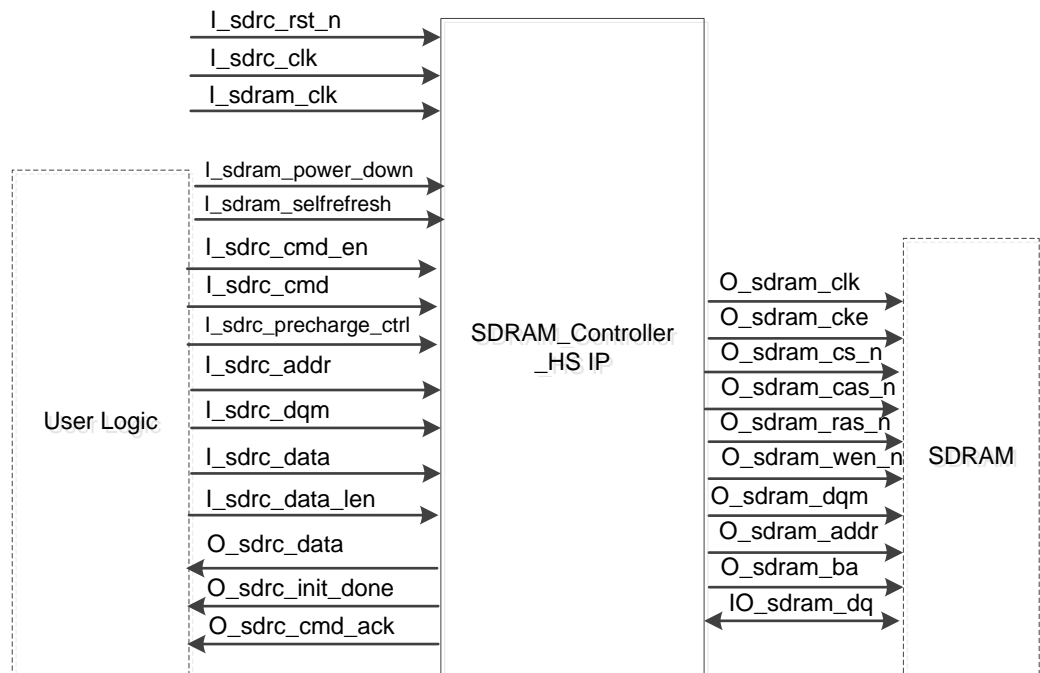 I_sdrc_rst_n
I_sdrc_clk
I_sdram_clk
I_sdram_power_down
I_sdram_selfrefresh
I_sdrc_cmd_en
I_sdrc_cmd
I_sdrc_precharge_ctrl
I_sdrc_addr
I_sdrc_dqm
I_sdrc_data
I_sdrc_data_len
O_sdrc_data
O_sdrc_init_done
O_sdrc_cmd_ack
User Logic
SDRAM_Controller
_HS IP
O_sdram_clk
O_sdram_cke
O_sdram_cs_n
O_sdram_cas_n
O_sdram_ras_n
O_sdram_wen_n
O_sdram_dqm
O_sdram_addr
O_sdram_ba
IO_sdram_dq
SDRAM